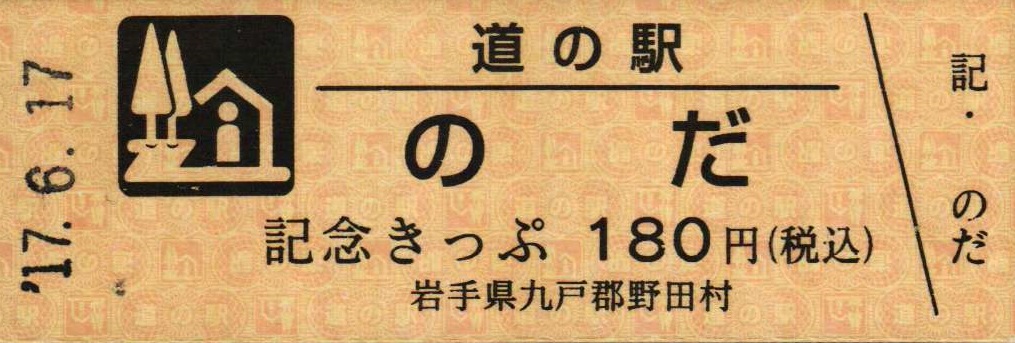 '17.6.17
道の駅
のだ
記念きっぷ 180円(税込)
岩手県九戸郡野田村
記・のだ